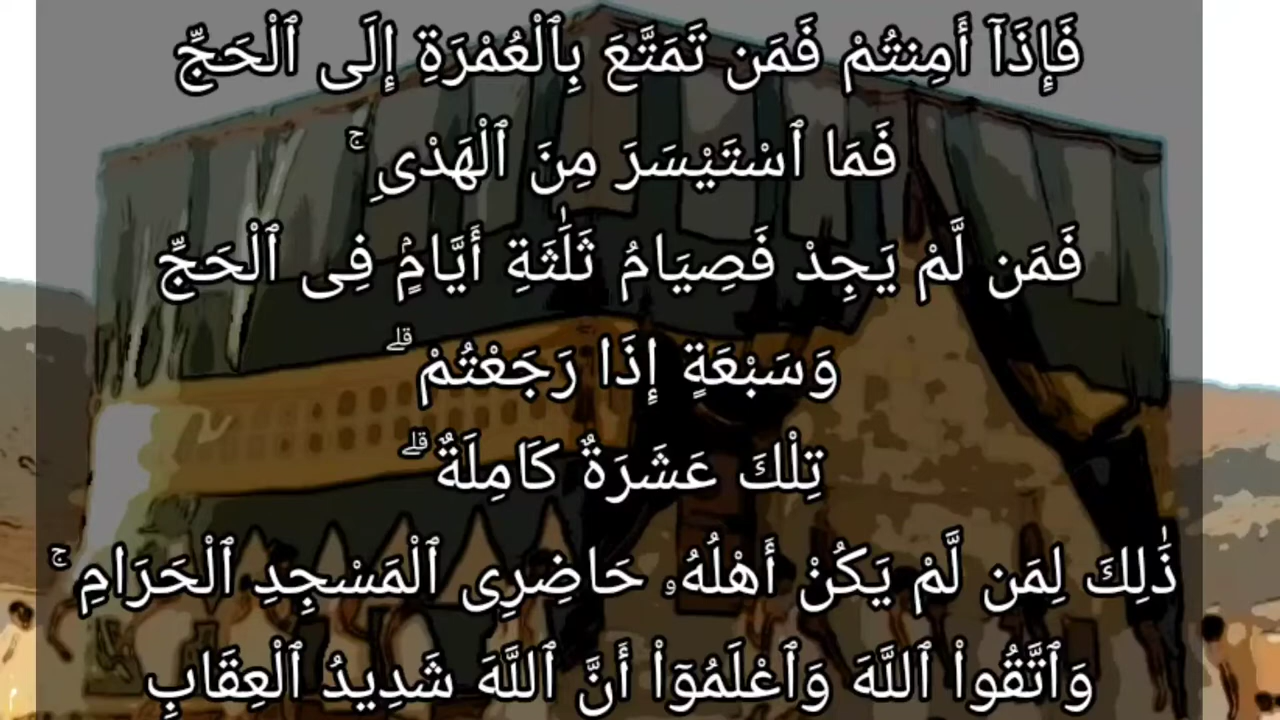 فَإِذَآ أَمِنتُمْ فَمَن تَمَتَّعَ بِٱلْعُمْرَةِ إِلَى ٱلْحَجِّ
فَمَا ٱسْتَيْسَرَ مِنَ ٱلْهَدْىِ ۚ
فَمَن لَّمْ يَجِدْ فَصِيَامُ ثَلَٰثَةِ أَيَّامٍۢ فِى ٱلْحَجِّ
وَسَبْعَةٍ إِذَا رَجَعْتُمْ ۗ
تِلْكَ عَشَرَةٌ كَامِلَةٌ ۗ
ذَٰلِكَ لِمَن لَّمْ يَكُنْ أَهْلُهُۥ حَاضِرِى ٱلْمَسْجِدِ ٱلْحَرَامِ ۚ
وَٱتَّقُوا۟ ٱللَّهَ وَٱعْلَمُوٓا۟ أَنَّ ٱللَّهَ شَدِيدُ ٱلْعِقَابِ